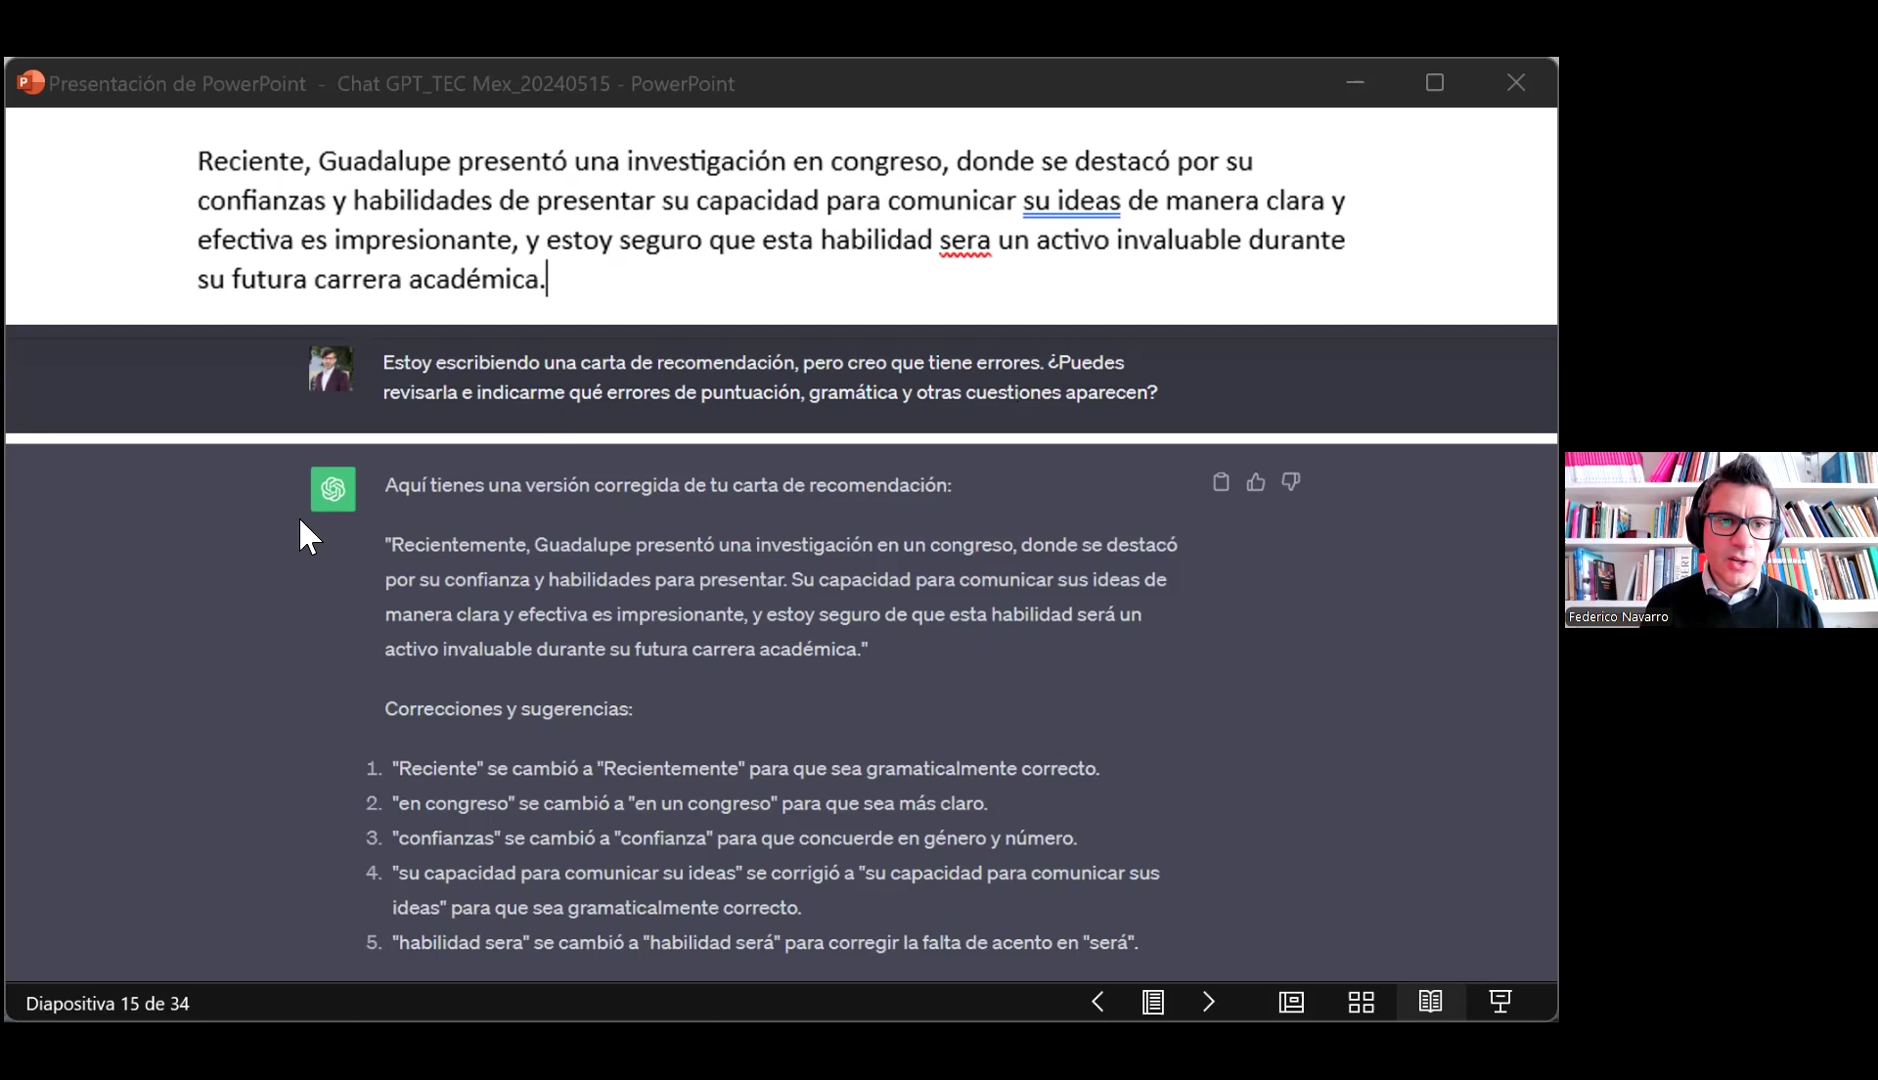 Presentación de PowerPoint - Chat GPT_TEC Mex_20240515 - PowerPoint
Reciente, Guadalupe presentó una investigación en congreso, donde se destacó por su
confianzas y habilidades de presentar su capacidad para comunicar su ideas de manera clara y
efectiva es impresionante, y estoy seguro que esta habilidad sera un activo invaluable durante
su futura carrera académica.
Estoy escribiendo una carta de recomendación, pero creo que tiene errores. ¿Puedes
revisarla e indicarme qué errores de puntuación, gramática y otras cuestiones aparecen?
Aquí tienes una versión corregida de tu carta de recomendación:
"Recientemente, Guadalupe presentó una investigación en un congreso, donde se destacó
por su confianza y habilidades para presentar. Su capacidad para comunicar sus ideas de
manera clara y efectiva es impresionante, y estoy seguro de que esta habilidad será un
activo invaluable durante su futura carrera académica."
Correcciones y sugerencias:
1. "Reciente" se cambió a "Recientemente" para que sea gramaticalmente correcto.
2. "en congreso" se cambió a "en un congreso" para que sea más claro.
3. "confianzas" se cambió a "confianza" para que concuerde en género y número.
4. "su capacidad para comunicar su ideas" se corrigió a "su capacidad para comunicar sus
ideas" para que sea gramaticalmente correcto.
5. "habilidad sera" se cambió a "habilidad será" para corregir la falta de acento en "será".
Diapositiva 15 de 34
Federico Navarro